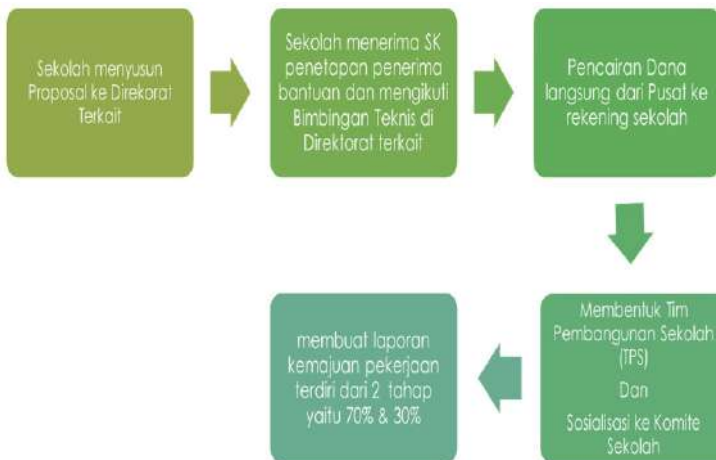 Sekolah menyusun
Proposal ke Direkorat
Terkait
Sekolah menerima SK
penetapan penerima
bantuan dan mengikuti
Bimbingan Teknis di
Direktorat terkait
Pencairan Dana
langsung dari Pusat ke
rekening sekolah
Membentuk Tim
Pembangunan Sekolah
(TPS)
Dan
Sosialisasi ke Komite
Sekolah
membuat laporan
kemajuan pekerjaan
terdiri dari 2 tahap
yaitu 70% & 30%